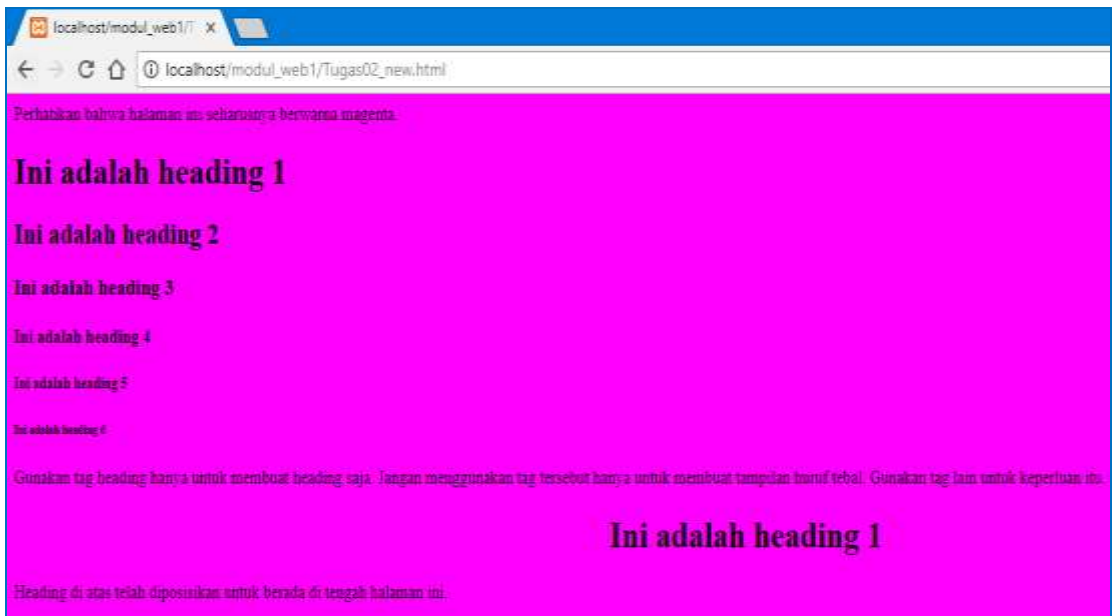 localhost/modul_web1/T
localhost/modul_web1/Tugas02_new.html
Perhatikan bahwa halaman ini seharusnya berwarna magenta.
Ini adalah heading 1
Ini adalah heading 2
Ini adalah heading 3
Ini adalah heading 4
Ini adalah heading 5
Ini adalah heading 6
Gunakan tag heading hanya untuk membuat heading saja. Jangan menggunakan tag tersebut hanya untuk membuat tampilan huruf tebal. Gunakan tag lain untuk keperluan itu.
Ini adalah heading 1
Heading di atas telah diposisikan untuk berada di tengah halaman ini.